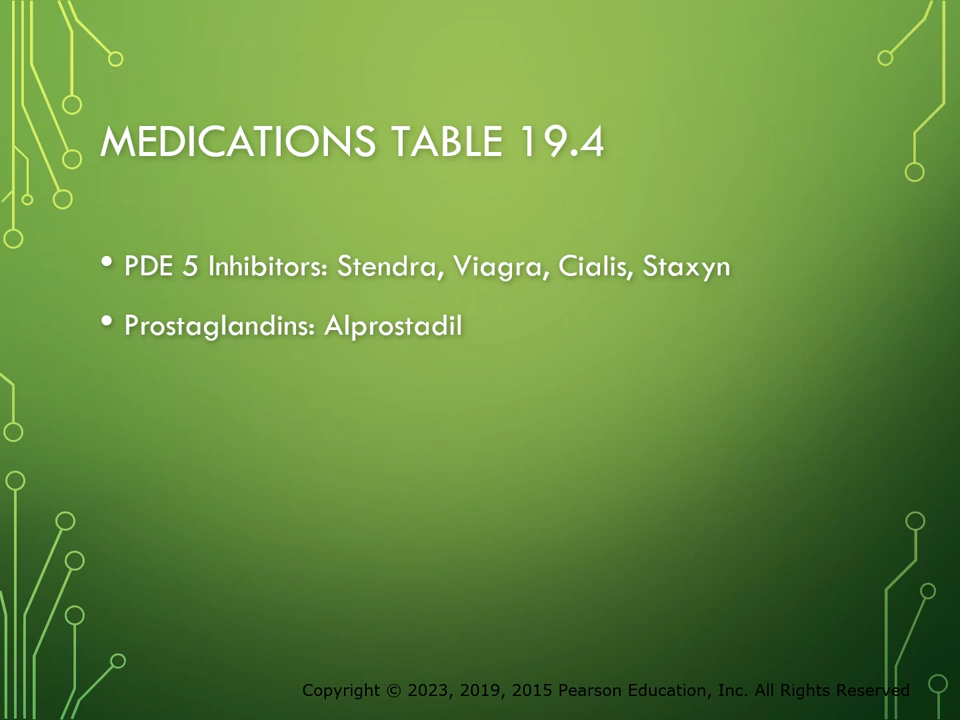 MEDICATIONS TABLE 19.4
• PDE 5 Inhibitors: Stendra, Viagra, Cialis, Staxyn
• Prostaglandins: Alprostadil
Copyright © 2023, 2019, 2015 Pearson Education, Inc. All Rights Reserved